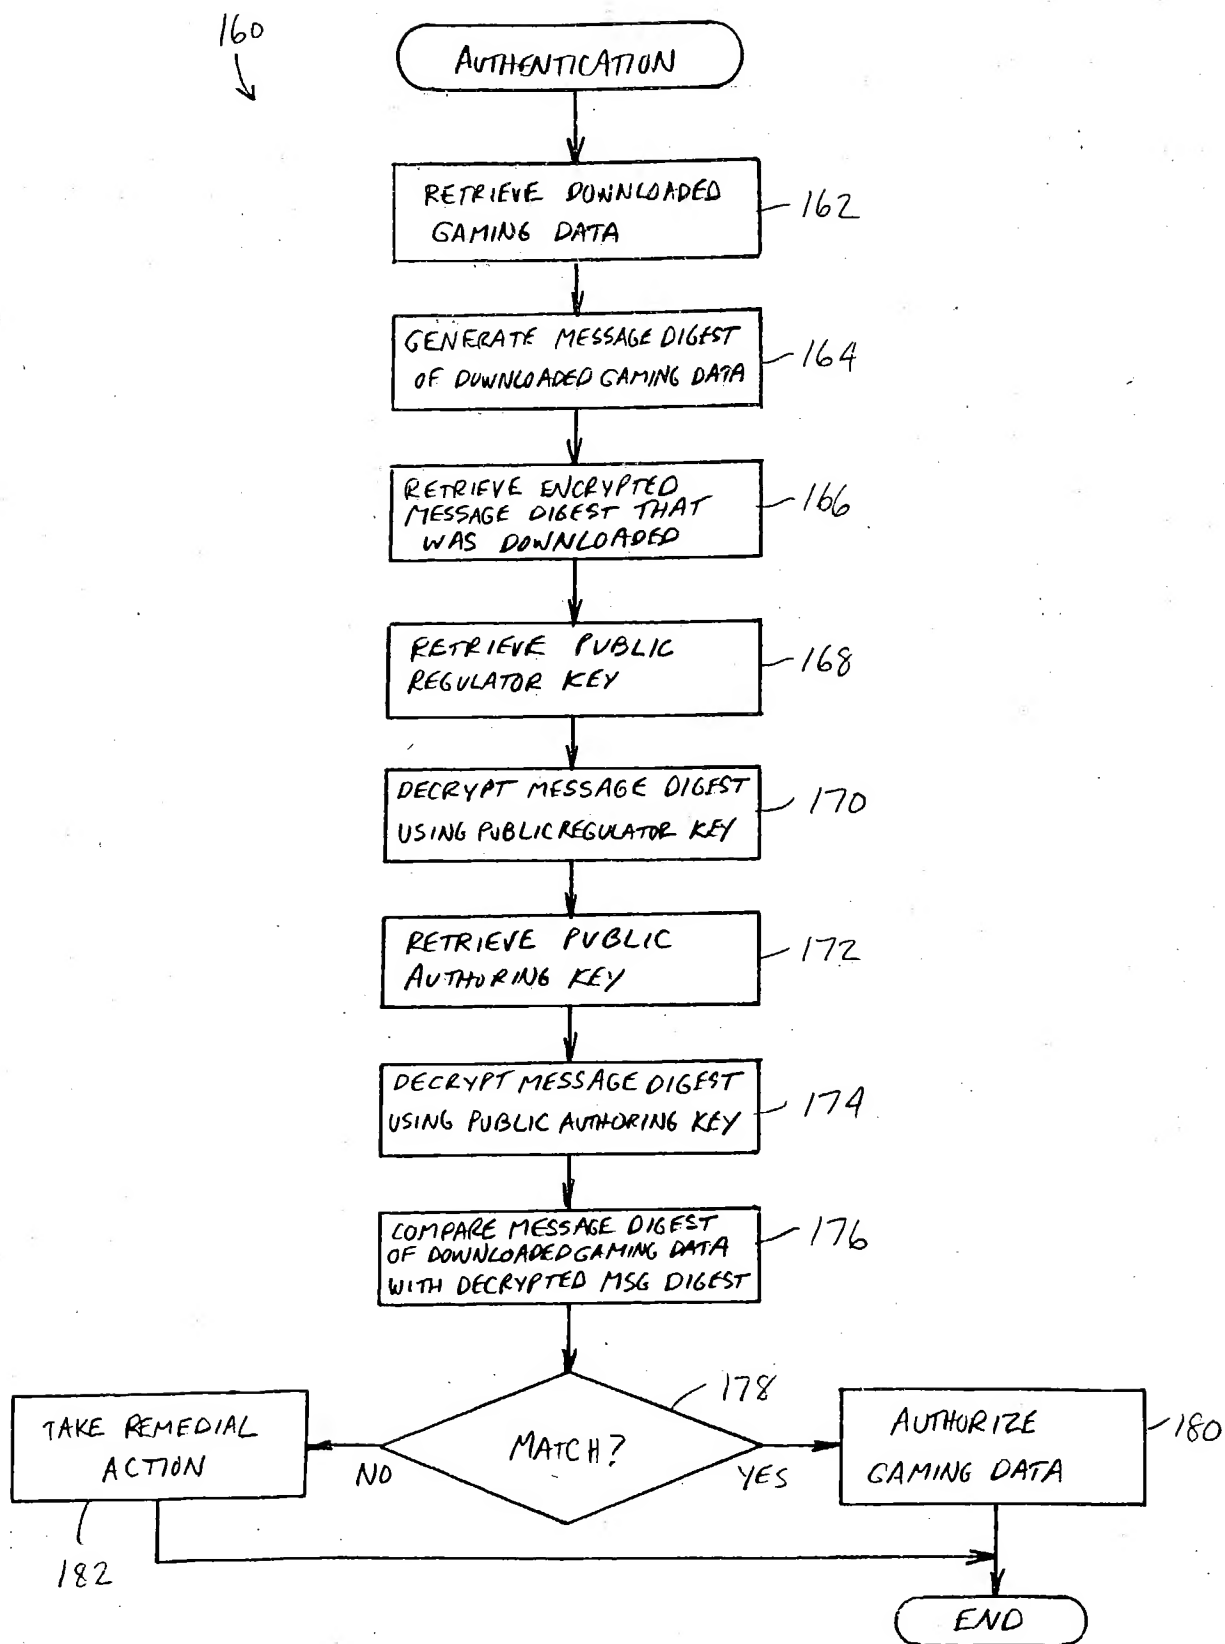 160
AUTHENTICATION
RETRIEVE DOWNLOADED
GAMING DATA
162
GENERATE MESSAGE DIGEST
OF DOWNLOADED GAMING DATA
164
RETRIEVE ENCRYPTED
MESSAGE DIGEST THAT
WAS DOWNLOADED
166
RETRIEVE PUBLIC
REGULATOR KEY
168
DECRYPT MESSAGE DIGEST
USING PUBLIC REGULATOR KEY
170
RETRIEVE PUBLIC
AUTHORING KEY
172
DECRYPT MESSAGE DIGEST
USING PUBLIC AUTHORING KEY
174
COMPARE MESSAGE DIGEST
OF DOWNLOADED GAMING DATA
WITH DECRYPTED MSG DIGEST
176
MATCH?
178
NO
YES
TAKE REMEDIAL
ACTION
182
AUTHORIZE
GAMING DATA
180
END